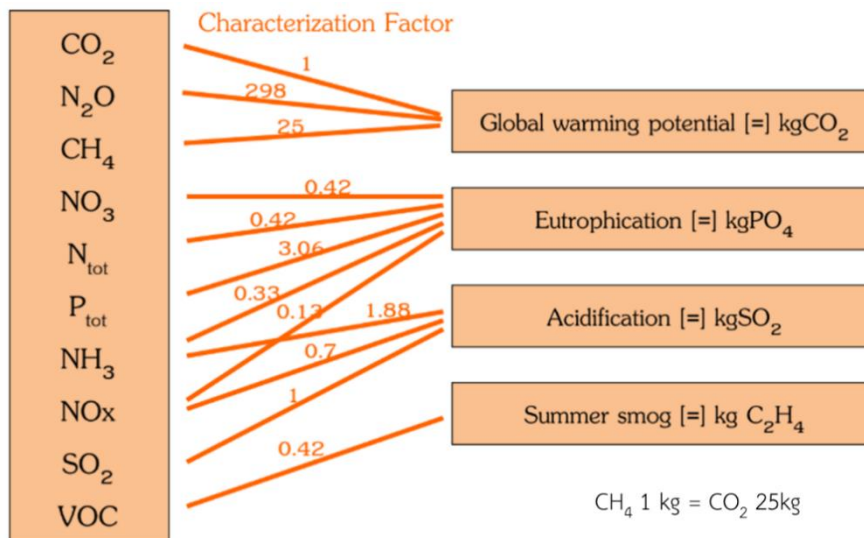 Characterization Factor
CO₂
N₂O
CH₄
NO₃
N tot
P tot
NH₃
NOx
SO₂
VOC
1
298
25
0.42
0.42
3.06
0.33
0.13
1.88
0.7
1
0.42
Global warming potential [=] kgCO₂
Eutrophication [=] kgPO₄
Acidification [=] kgSO₂
Summer smog [=] kg C₂H₄
CH₄ 1 kg = CO₂ 25kg